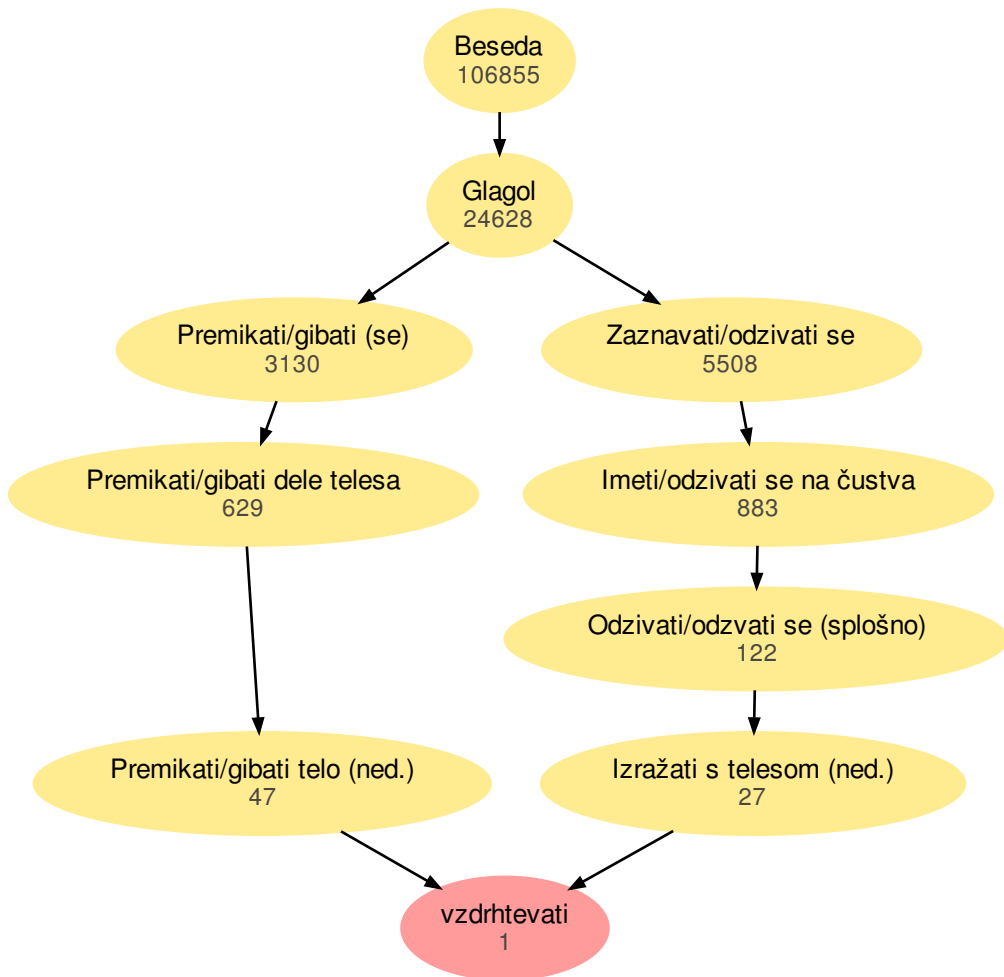 Beseda
106855
Glagol
24628
Premikati/gibati (se)
3130
Zaznavati/odzivati se
5508
Premikati/gibati dele telesa
629
Imeti/odzivati se na čustva
883
Odzivati/odzvati se (splošno)
122
Premikati/gibati telo (ned.)
47
Izražati s telesom (ned.)
27
vzdrhtevati
1